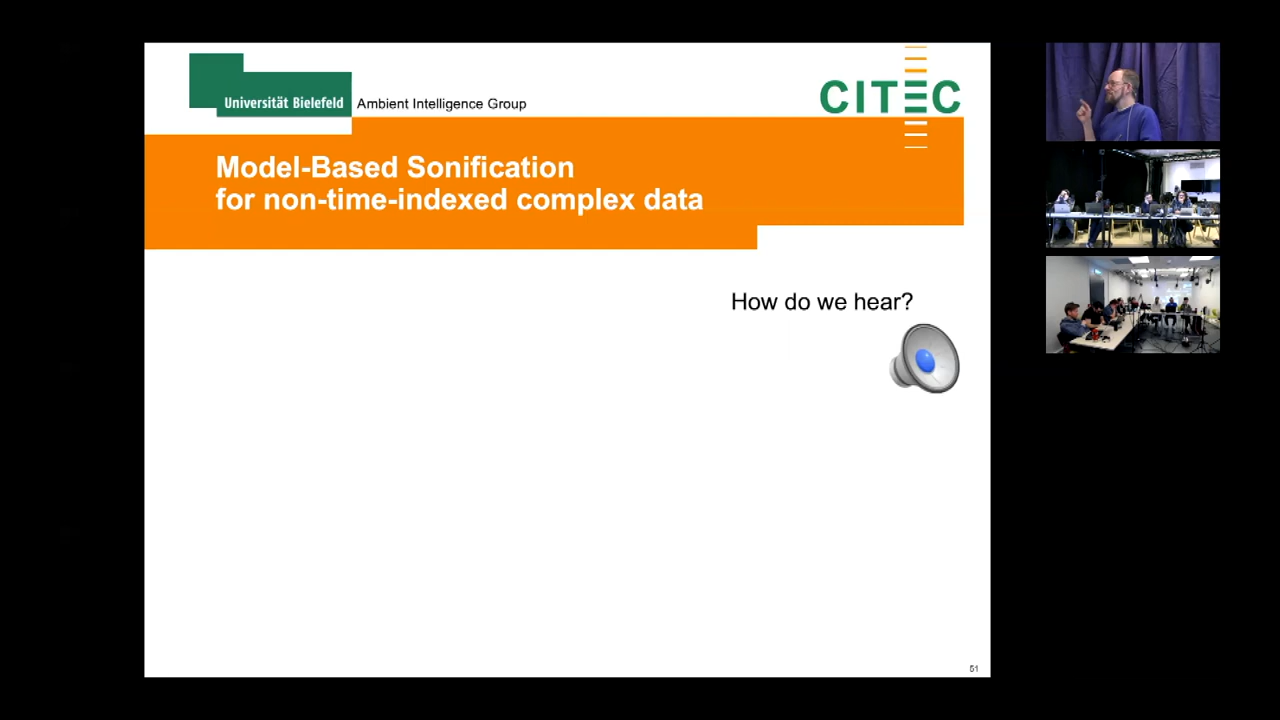 Universität Bielefeld
Ambient Intelligence Group
CITEC
Model-Based Sonification
for non-time-indexed complex data
How do we hear?
51